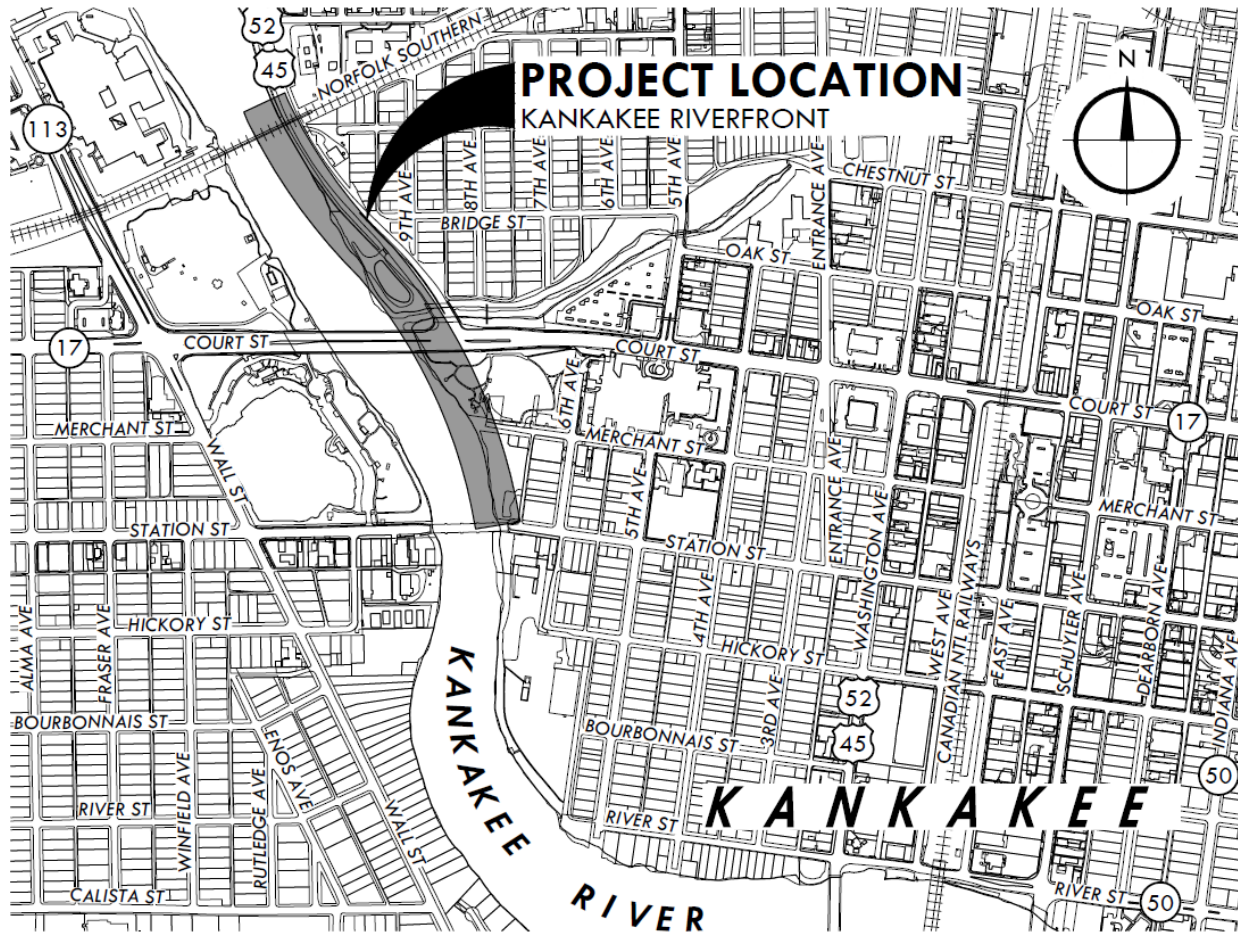 52
45
NORFOLK SOUTHERN
PROJECT LOCATION
KANKAKEE RIVERFRONT
N
113
9TH AVE
8TH AVE
7TH AVE
6TH AVE
5TH AVE
ENTRANCE AVE
CHESTNUT ST
BRIDGE ST
OAK ST
OAK ST
17
COURT ST
COURT ST
COURT ST
17
MERCHANT ST
WALL ST
6TH AVE
MERCHANT ST
5TH AVE
ENTRANCE AVE
WASHINGTON AVE
MERCHANT ST
STATION ST
STATION ST
ALMA AVE
FRASER AVE
HICKORY ST
4TH AVE
HICKORY ST
WEST AVE
CANADIAN INTL RAILWAYS
EAST AVE
SCHUYLER AVE
DEARBORN AVE
INDIANA AVE
52
45
3RD AVE
BOURBONNAIS ST
ENOS AVE
BOURBONNAIS ST
50
WINFIELD AVE
RUTLEDGE AVE
RIVER ST
WALL ST
RIVER ST
KANKAKEE
KANKAKEE
RIVER
CALISTA ST
RIVER ST
50